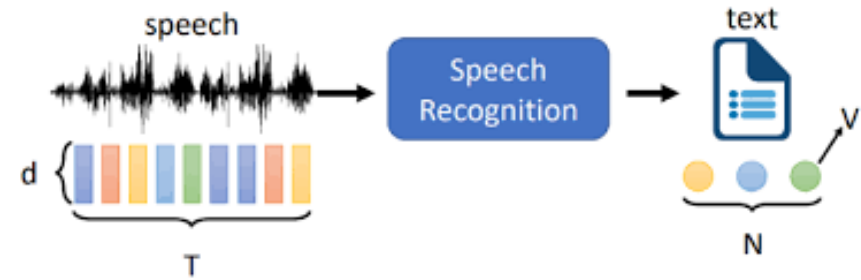 speech
text
Speech
Recognition
V
d
T
N